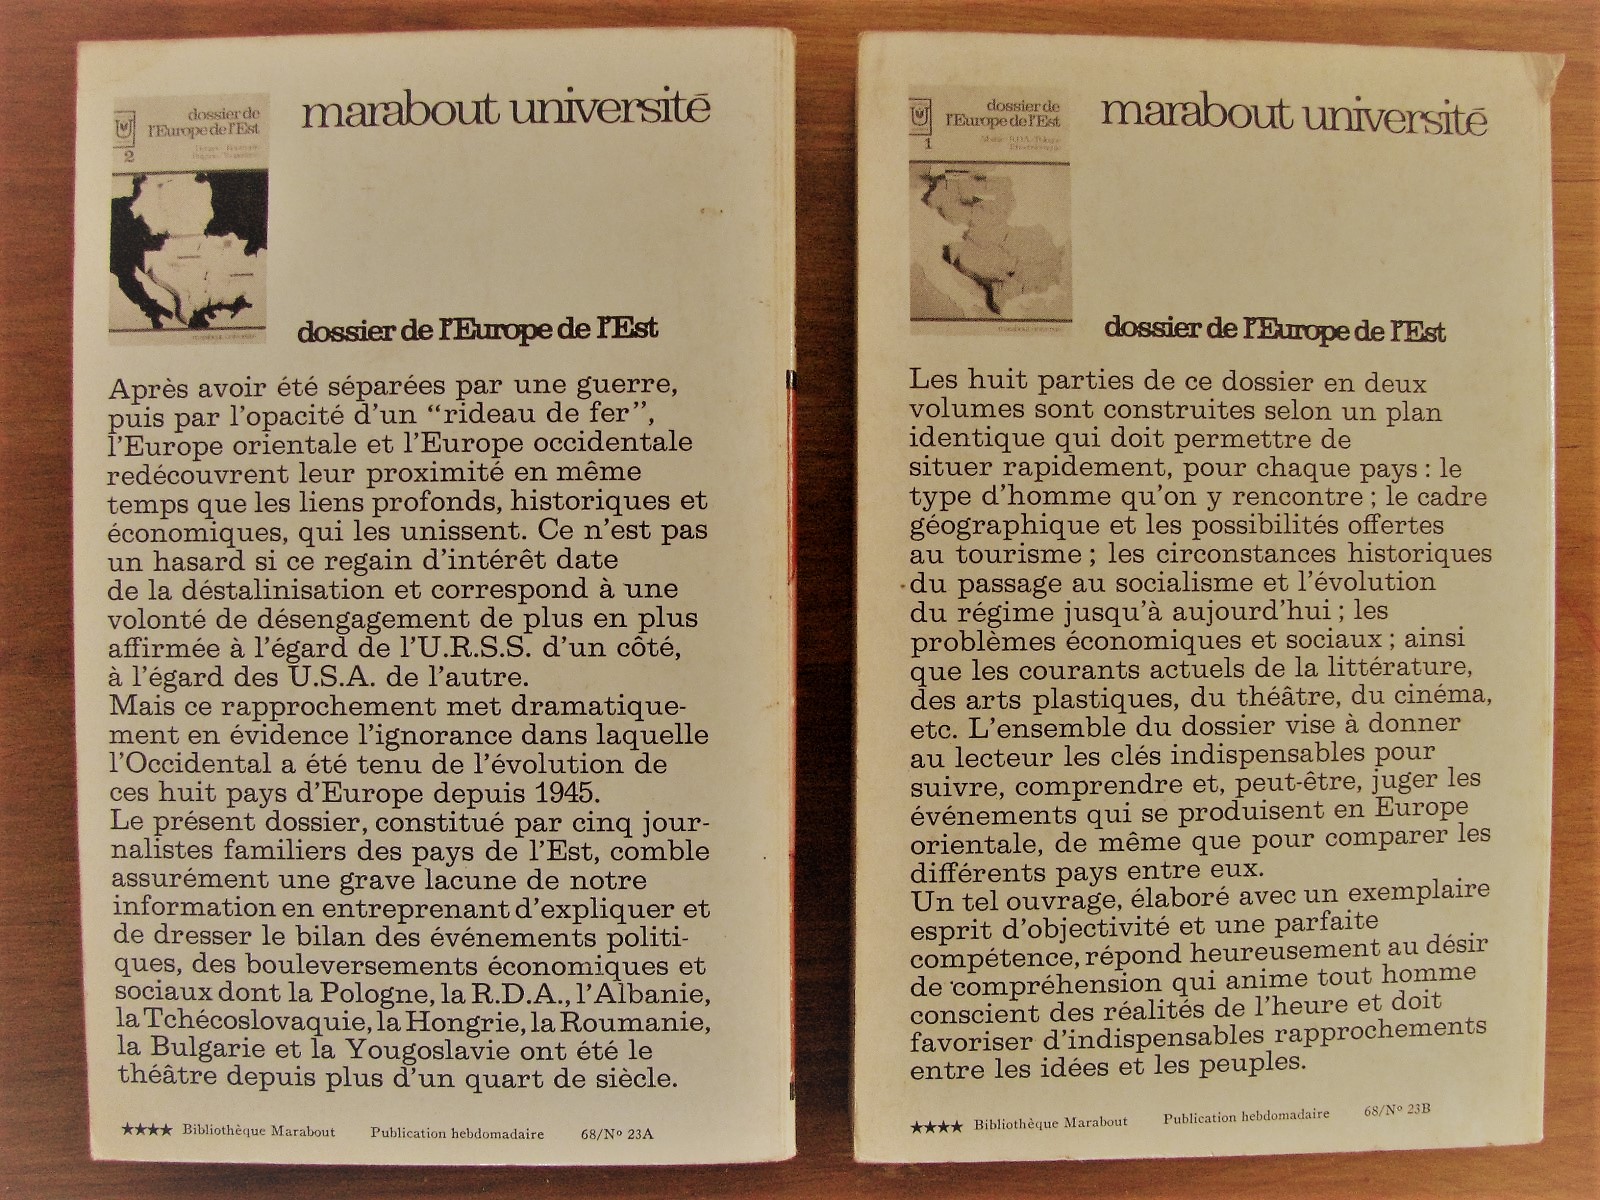 dossier de
l'Europe de l'Est
2
marabout université
dossier de l'Europe de l'Est
Après avoir été séparées par une guerre,
puis par l'opacité d'un “rideau de fer”,
l'Europe orientale et l'Europe occidentale
redécouvrent leur proximité en même
temps que les liens profonds, historiques et
économiques, qui les unissent. Ce n'est pas
un hasard si ce regain d'intérêt date
de la déstalinisation et correspond à une
volonté de désengagement de plus en plus
affirmée à l'égard de l'U.R.S.S. d'un côté,
à l'égard des U.S.A. de l'autre.
Mais ce rapprochement met dramatique-
ment en évidence l'ignorance dans laquelle
l'Occidental a été tenu de l'évolution de
ces huit pays d'Europe depuis 1945.
Le présent dossier, constitué par cinq jour-
nalistes familiers des pays de l'Est, comble
assurément une grave lacune de notre
information en entreprenant d'expliquer et
de dresser le bilan des événements politi-
ques, des bouleversements économiques et
sociaux dont la Pologne, la R.D.A., l'Albanie,
la Tchécoslovaquie, la Hongrie, la Roumanie,
la Bulgarie et la Yougoslavie ont été le
théâtre depuis plus d'un quart de siècle.
★★★★ Bibliothèque Marabout Publication hebdomadaire 68/Nº 23A
dossier de
l'Europe de l'Est
1
marabout université
dossier de l'Europe de l'Est
Les huit parties de ce dossier en deux
volumes sont construites selon un plan
identique qui doit permettre de
situer rapidement, pour chaque pays : le
type d'homme qu'on y rencontre ; le cadre
géographique et les possibilités offertes
au tourisme ; les circonstances historiques
du passage au socialisme et l'évolution
du régime jusqu'à aujourd'hui ; les
problèmes économiques et sociaux ; ainsi
que les courants actuels de la littérature,
des arts plastiques, du théâtre, du cinéma,
etc. L'ensemble du dossier vise à donner
au lecteur les clés indispensables pour
suivre, comprendre et, peut-être, juger les
événements qui se produisent en Europe
orientale, de même que pour comparer les
différents pays entre eux.
Un tel ouvrage, élaboré avec un exemplaire
esprit d'objectivité et une parfaite
compétence, répond heureusement au désir
de compréhension qui anime tout homme
conscient des réalités de l'heure et doit
favoriser d'indispensables rapprochements
entre les idées et les peuples.
★★★★ Bibliothèque Marabout Publication hebdomadaire 68/Nº 23B